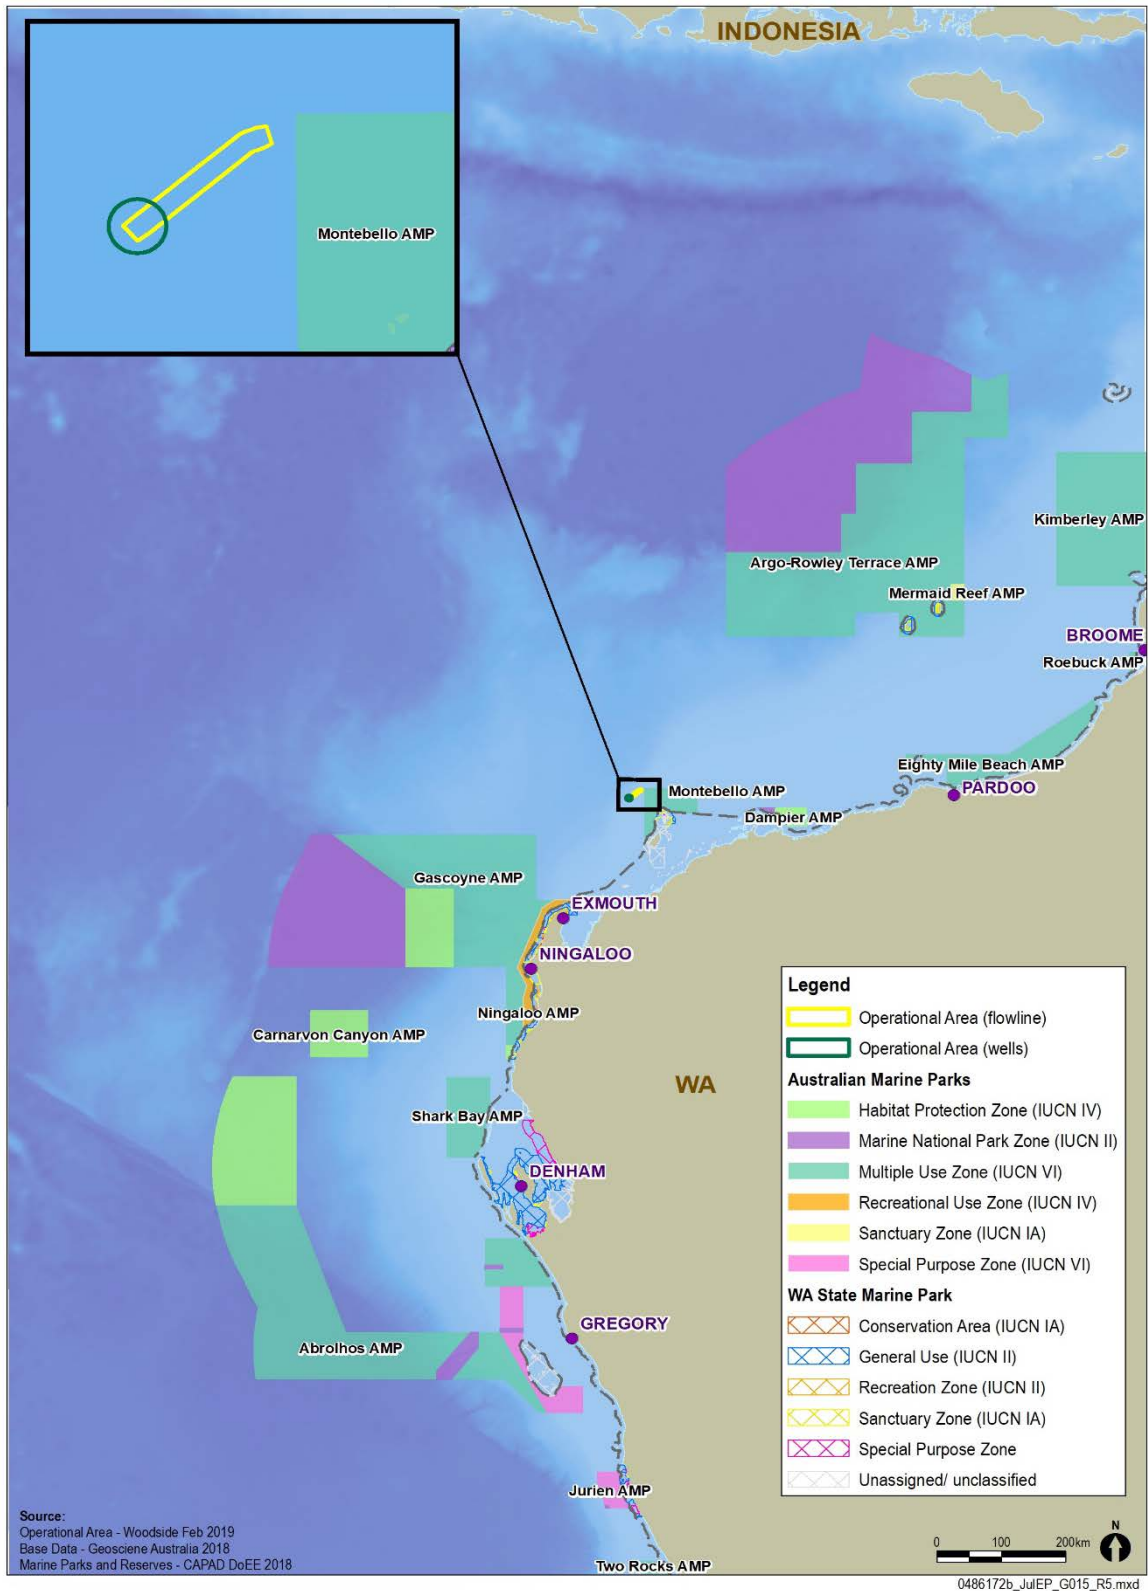 INDONESIA
Montebello AMP
Kimberley AMP
Argo-Rowley Terrace AMP
Mermaid Reef AMP
BROOME
Roebuck AMP
Eighty Mile Beach AMP
PARDOO
Montebello AMP
Dampier AMP
Gascoyne AMP
EXMOUTH
NINGALOO
Ningaloo AMP
Carnarvon Canyon AMP
WA
Shark Bay AMP
DENHAM
GREGORY
Abrolhos AMP
Jurien AMP
Two Rocks AMP
Legend
Operational Area (flowline)
Operational Area (wells)
Australian Marine Parks
Habitat Protection Zone (IUCN IV)
Marine National Park Zone (IUCN II)
Multiple Use Zone (IUCN VI)
Recreational Use Zone (IUCN IV)
Sanctuary Zone (IUCN IA)
Special Purpose Zone (IUCN VI)
WA State Marine Park
Conservation Area (IUCN IA)
General Use (IUCN II)
Recreation Zone (IUCN II)
Sanctuary Zone (IUCN IA)
Special Purpose Zone
Unassigned/ unclassified
Source:
Operational Area - Woodside Feb 2019
Base Data - Geosciene Australia 2018
Marine Parks and Reserves - CAPAD DoEE 2018
0 100 200km
N
0486172b_JulEP_G015_R5.mxd